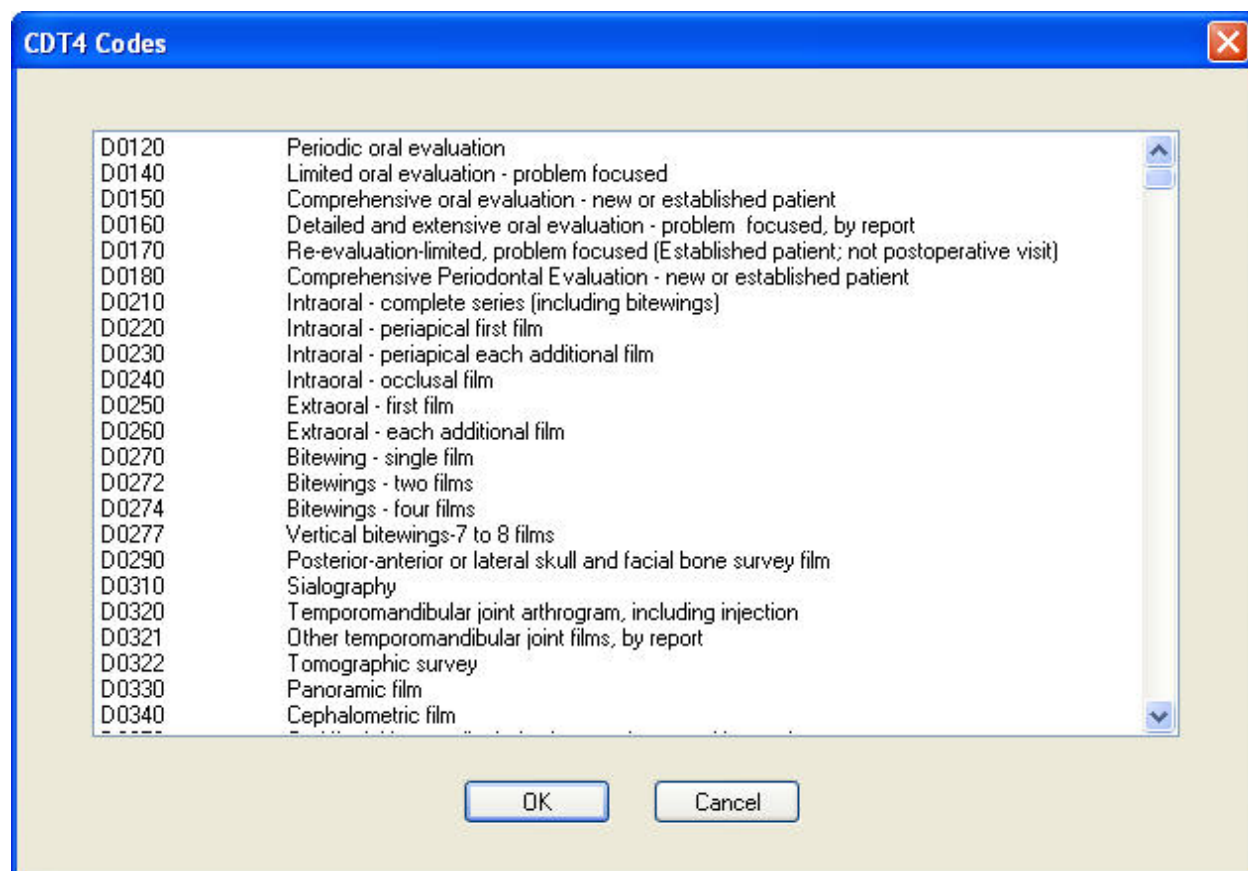 CDT4 Codes
D0120 Periodic oral evaluation
D0140 Limited oral evaluation - problem focused
D0150 Comprehensive oral evaluation - new or established patient
D0160 Detailed and extensive oral evaluation - problem  focused, by report
D0170 Re-evaluation-limited, problem focused (Established patient; not postoperative visit)
D0180 Comprehensive Periodontal Evaluation - new or established patient
D0210 Intraoral - complete series (including bitewings)
D0220 Intraoral - periapical first film
D0230 Intraoral - periapical each additional film
D0240 Intraoral - occlusal film
D0250 Extraoral - first film
D0260 Extraoral - each additional film
D0270 Bitewing - single film
D0272 Bitewings - two films
D0274 Bitewings - four films
D0277 Vertical bitewings-7 to 8 films
D0290 Posterior-anterior or lateral skull and facial bone survey film
D0310 Sialography
D0320 Temporomandibular joint arthrogram, including injection
D0321 Other temporomandibular joint films, by report
D0322 Tomographic survey
D0330 Panoramic film
D0340 Cephalometric film
OK Cancel